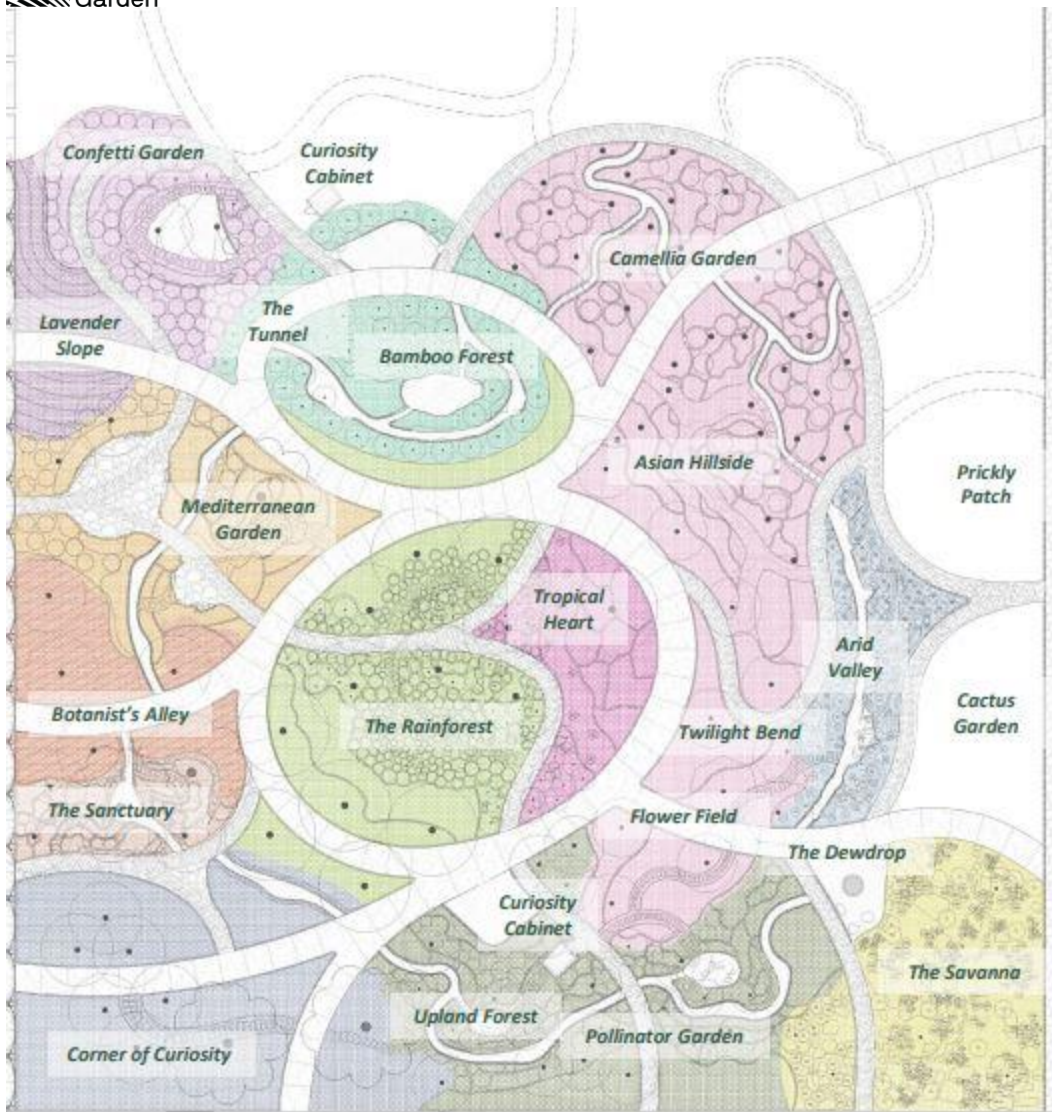 Garden
Confetti Garden
Curiosity
Cabinet
Camellia Garden
The
Tunnel
Lavender
Slope
Bamboo Forest
Asian Hillside
Prickly
Patch
Mediterranean
Garden
Tropical
Heart
Arid
Valley
Botanist's Alley
The Rainforest
Twilight Bend
Cactus
Garden
The Sanctuary
Flower Field
The Dewdrop
Curiosity
Cabinet
The Savanna
Upland Forest
Pollinator Garden
Corner of Curiosity